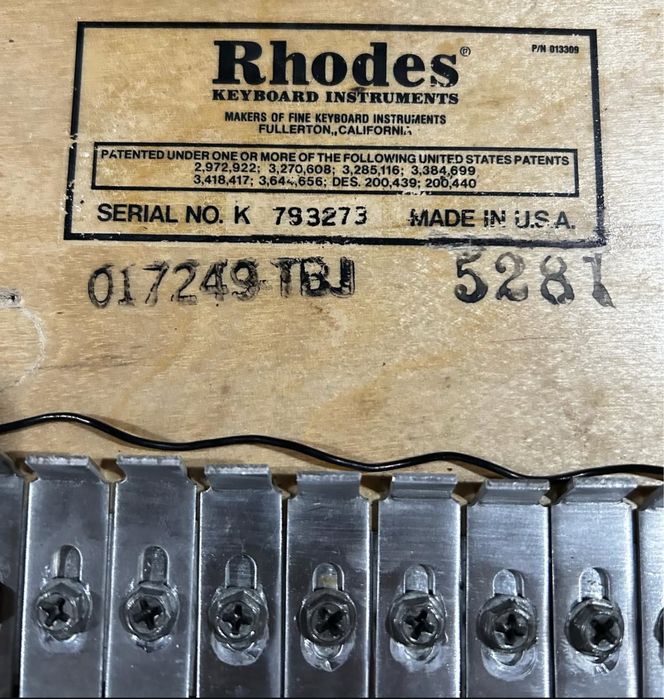 Rhodes®
P/N 013309
KEYBOARD INSTRUMENTS
MAKERS OF FINE KEYBOARD INSTRUMENTS
FULLERTON, CALIFORNIA
PATENTED UNDER ONE OR MORE OF THE FOLLOWING UNITED STATES PATENTS
2,972,922; 3,270,608; 3,285,116; 3,384,699
3,418,417; 3,644,656; DES. 200,439; 200,440
SERIAL NO. K 793273 MADE IN U.S.A.
017249-TBJ 5281